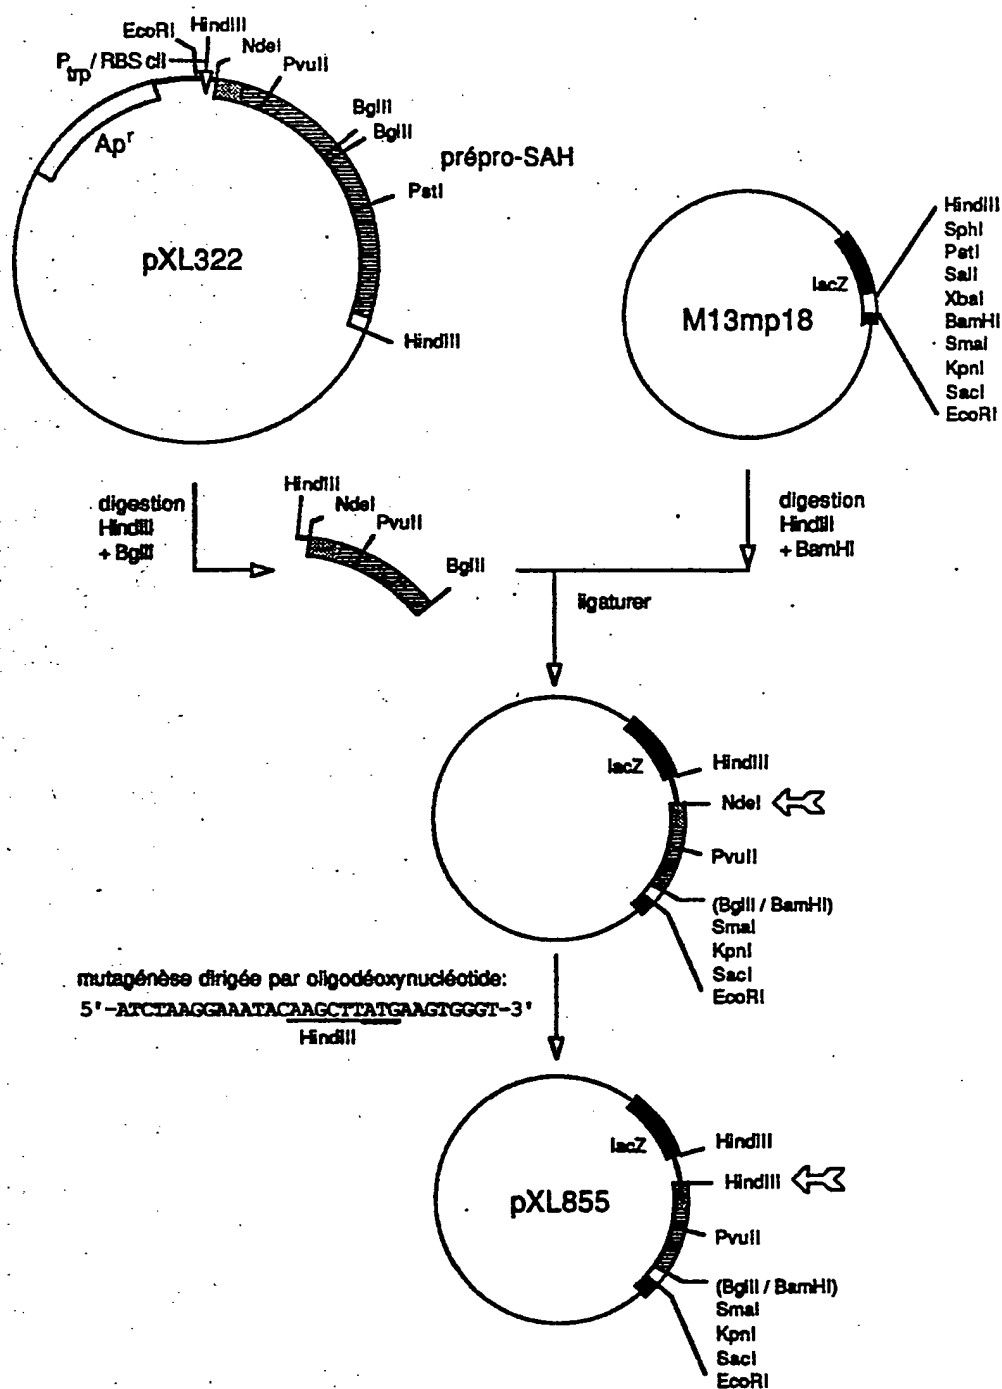 EcoRI
HindIII
P trp / RBS cII
NdeI
PvuII
BglII
BglII
Ap r
prépro-SAH
PstI
pXL322
HindIII
lacZ
M13mp18
HindIII
SphI
PstI
SalI
XbaI
BamHI
SmaI
KpnI
SacI
EcoRI
digestion
HindIII
+ BglII
HindIII
NdeI
PvuII
BglII
digestion
HindIII
+ BamHI
ligaturer
lacZ
HindIII
NdeI
PvuII
(BglII / BamHI)
SmaI
KpnI
SacI
EcoRI
mutagénèse dirigée par oligodéoxynucléotide:
5'-ATCTAAGGAAATACAAGCTTATGAAGTGGGT-3'
HindIII
lacZ
HindIII
HindIII
pXL855
PvuII
(BglII / BamHI)
SmaI
KpnI
SacI
EcoRI